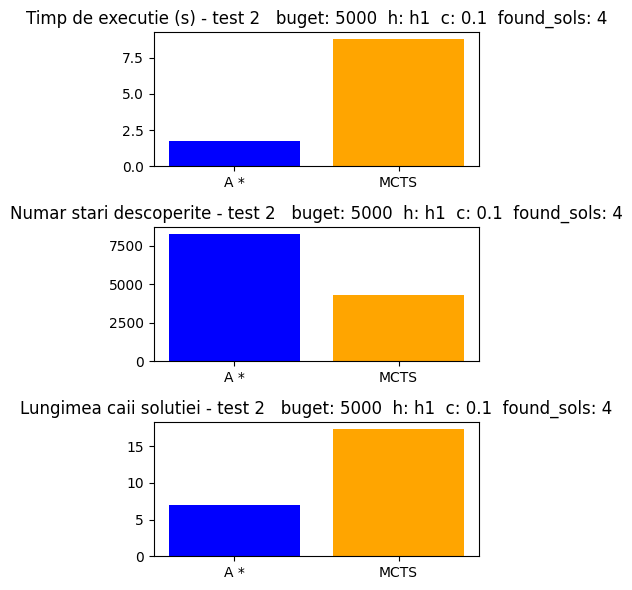 Timp de executie (s) - test 2   buget: 5000  h: h1  c: 0.1  found_sols: 4
7.5
5.0
2.5
0.0
A *
MCTS
Numar stari descoperite - test 2   buget: 5000  h: h1  c: 0.1  found_sols: 4
7500
5000
2500
0
A *
MCTS
Lungimea caii solutiei - test 2   buget: 5000  h: h1  c: 0.1  found_sols: 4
15
10
5
0
A *
MCTS